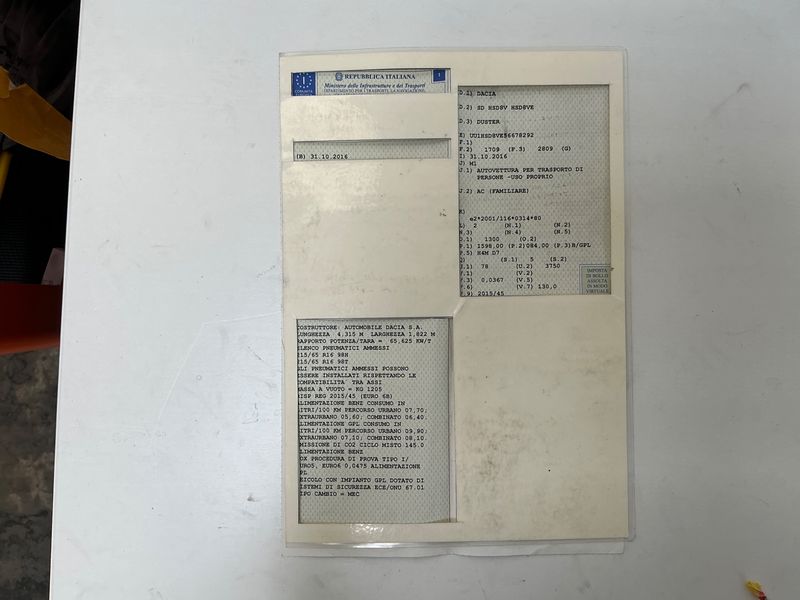 REPUBBLICA ITALIANA
Ministero delle Infrastrutture e dei Trasporti
DIPARTIMENTO PER I TRASPORTI, LA NAVIGAZIONE,
I
COMUNITÀ
(B) 31.10.2016
D.1) DACIA
D.2) SD HSD8V HSD8VE
D.3) DUSTER
E) UU1HSD8VE56678292
F.1)
F.2) 1709 (F.3) 2809 (G)
I) 31.10.2016
J) M1
J.1) AUTOVETTURA PER TRASPORTO DI
PERSONE -USO PROPRIO
J.2) AC (FAMILIARE)
K)
e2*2001/116*0314*80
L) 2 (N.1) (N.2)
N.3) (N.4) (N.5)
O.1) 1300 (O.2)
P.1) 1598,00 (P.2)084,00 (P.3)B/GPL
P.5) H4M D7
Q) (S.1) 5 (S.2)
U.1) 78 (U.2) 3750
V.1) (V.2)
V.3) 0,0367 (V.5)
V.6) (V.7) 130,0
V.9) 2015/45
IMPOSTA
DI BOLLO
ASSOLTA
IN MODO
VIRTUALE
COSTRUTTORE: AUTOMOBILE DACIA S.A.
LUNGHEZZA 4,315 M LARGHEZZA 1,822 M
RAPPORTO POTENZA/TARA = 65,625 KW/T
ELENCO PNEUMATICI AMMESSI
215/65 R16 98H
215/65 R16 98T
GLI PNEUMATICI AMMESSI POSSONO
ESSERE INSTALLATI RISPETTANDO LE
COMPATIBILITA TRA ASSI
MASSA A VUOTO = KG 1205
DISP REG 2015/45 (EURO 6B)
ALIMENTAZIONE BENZ CONSUMO IN
LITRI/100 KM PERCORSO URBANO 07,70;
EXTRAURBANO 05,60; COMBINATO 06,40.
ALIMENTAZIONE GPL CONSUMO IN
LITRI/100 KM PERCORSO URBANO 09,90;
EXTRAURBANO 07,10; COMBINATO 08,10.
EMISSIONE DI CO2 CICLO MISTO 145.0
ALIMENTAZIONE BENZ
NOX PROCEDURA DI PROVA TIPO I/
EURO5, EURO6 0,0475 ALIMENTAZIONE
GPL
VEICOLO CON IMPIANTO GPL DOTATO DI
SISTEMI DI SICUREZZA ECE/ONU 67.01
TIPO CAMBIO = MEC